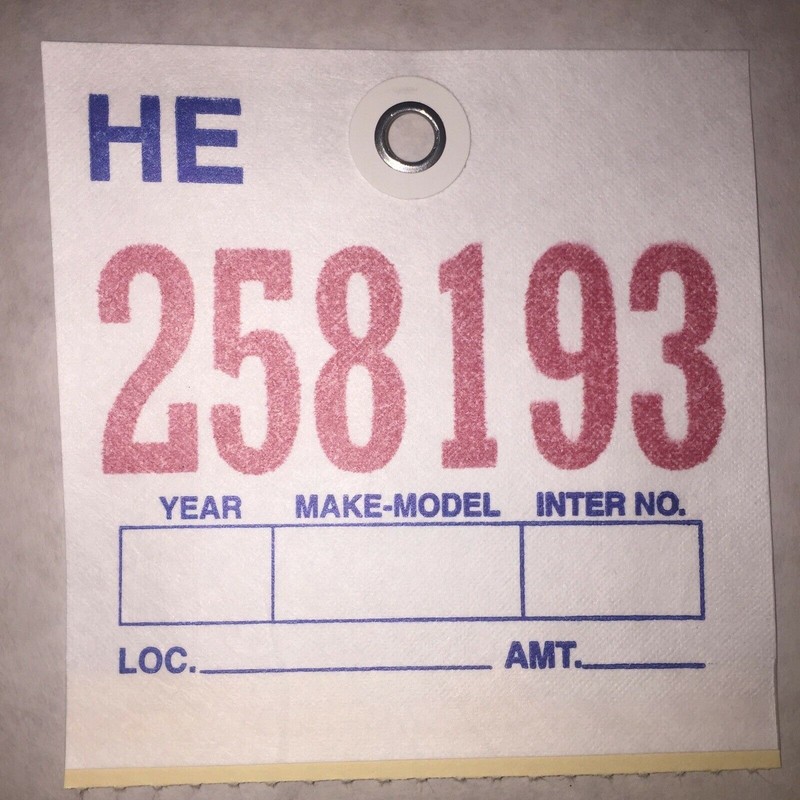 HE
258193
YEAR MAKE-MODEL INTER NO.
LOC. AMT.